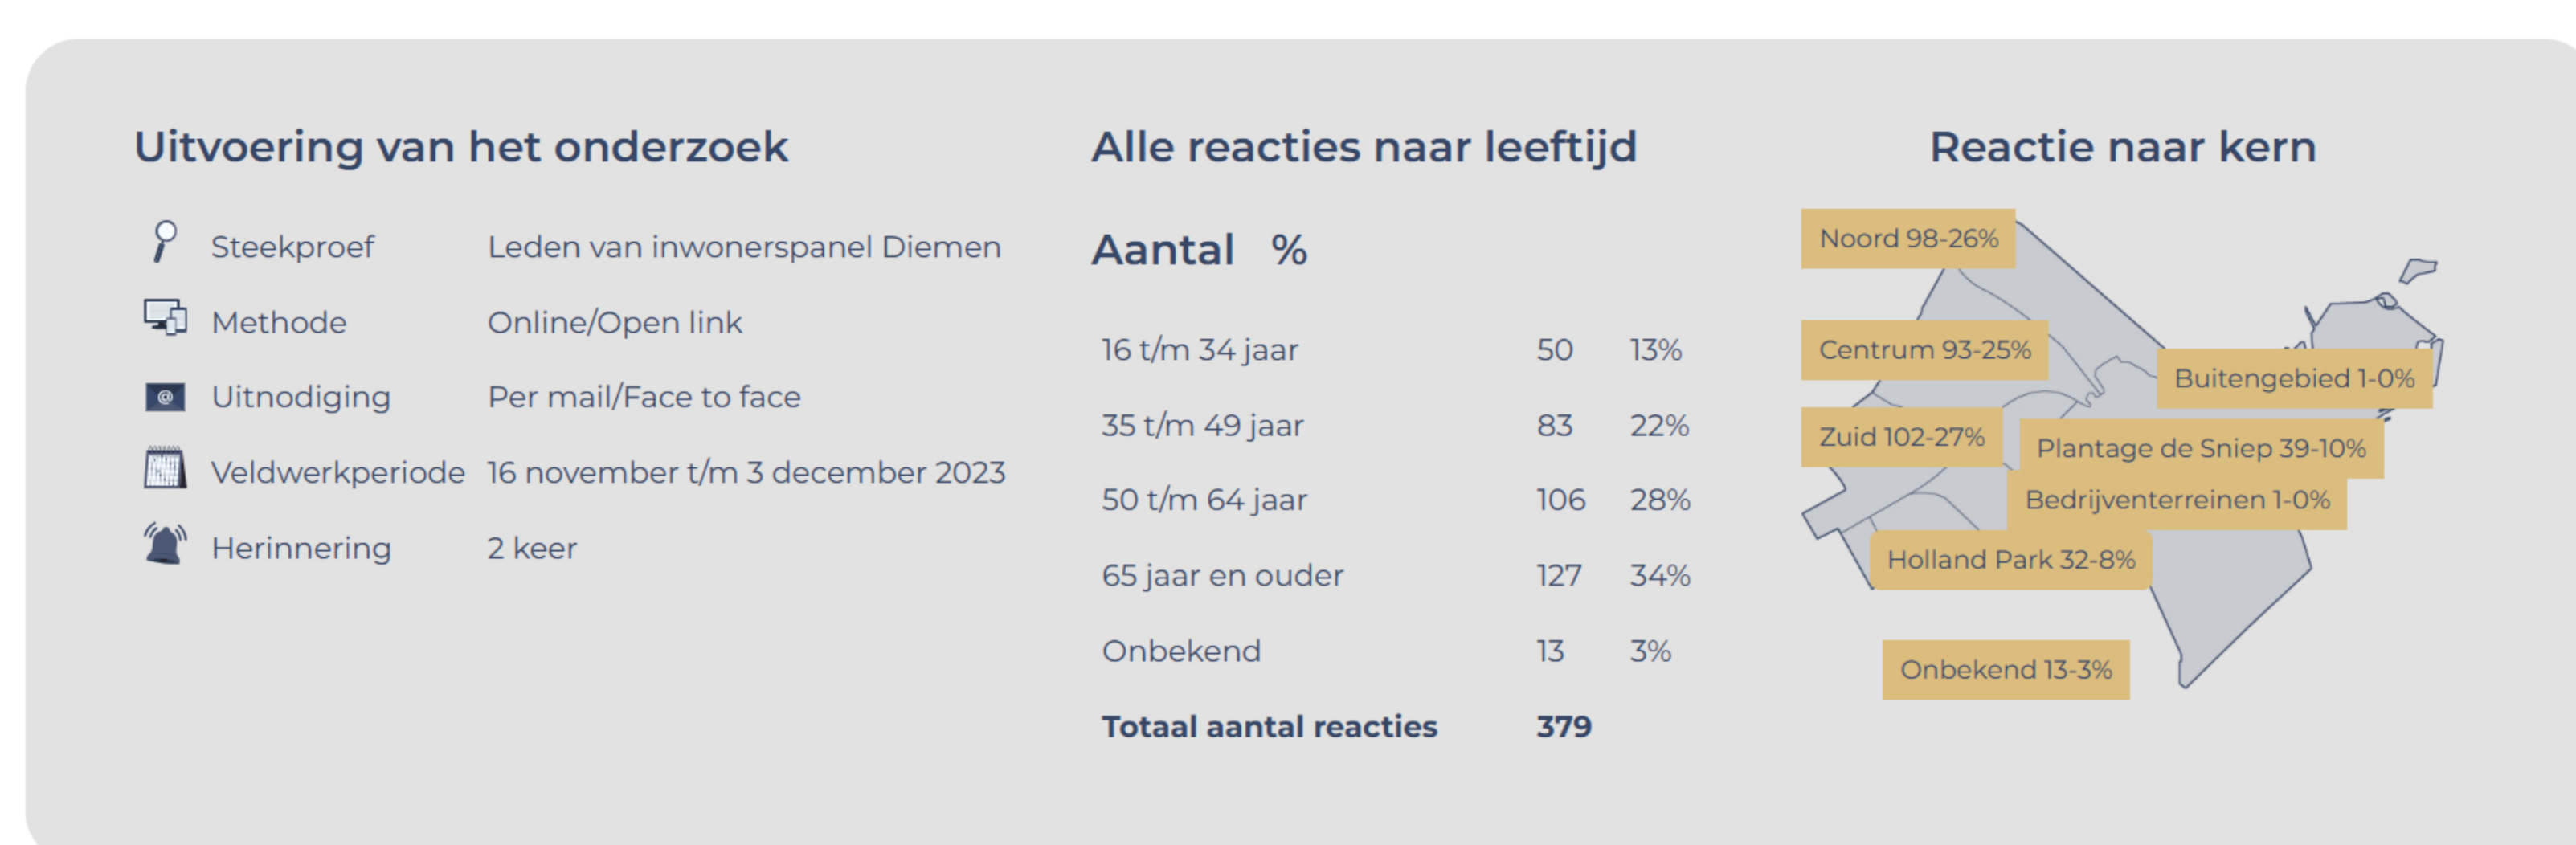 Uitvoering van het onderzoek
Steekproef Leden van inwonerspanel Diemen
Methode Online/Open link
Uitnodiging Per mail/Face to face
Veldwerkperiode 16 november t/m 3 december 2023
Herinnering 2 keer
Alle reacties naar leeftijd
Aantal %
16 t/m 34 jaar 50 13%
35 t/m 49 jaar 83 22%
50 t/m 64 jaar 106 28%
65 jaar en ouder 127 34%
Onbekend 13 3%
Totaal aantal reacties 379
Reactie naar kern
Noord 98-26%
Centrum 93-25%
Buitengebied 1-0%
Zuid 102-27%
Plantage de Sniep 39-10%
Bedrijventerreinen 1-0%
Holland Park 32-8%
Onbekend 13-3%